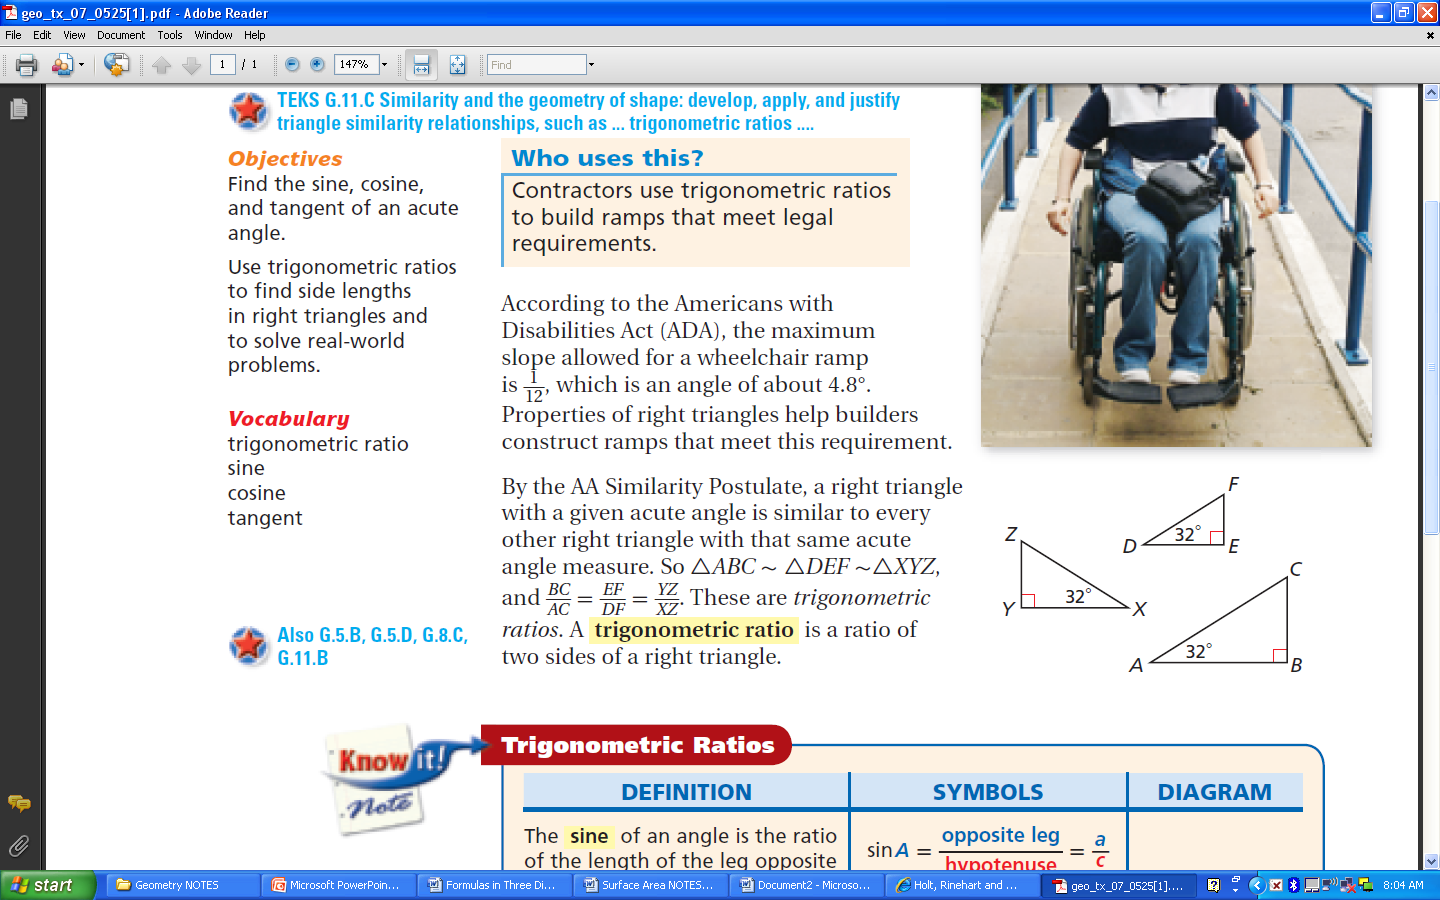 geo_tx_07_0525[1].pdf - Adobe Reader
File Edit View Document Tools Window Help
1 / 1 147% Find
TEKS G.11.C Similarity and the geometry of shape: develop, apply, and justify
triangle similarity relationships, such as ... trigonometric ratios ....
Objectives
Find the sine, cosine,
and tangent of an acute
angle.
Use trigonometric ratios
to find side lengths
in right triangles and
to solve real-world
problems.
Vocabulary
trigonometric ratio
sine
cosine
tangent
Also G.5.B, G.5.D, G.8.C,
G.11.B
Who uses this?
Contractors use trigonometric ratios
to build ramps that meet legal
requirements.
According to the Americans with
Disabilities Act (ADA), the maximum
slope allowed for a wheelchair ramp
is 1/12, which is an angle of about 4.8°.
Properties of right triangles help builders
construct ramps that meet this requirement.
By the AA Similarity Postulate, a right triangle
with a given acute angle is similar to every
other right triangle with that same acute
angle measure. So △ABC ~ △DEF ~△XYZ,
and BC/AC = EF/DF = YZ/XZ. These are trigonometric
ratios. A trigonometric ratio is a ratio of
two sides of a right triangle.
F
D 32° E
Z
Y 32° X
C
A 32° B
Know it!
Note
Trigonometric Ratios
DEFINITION SYMBOLS DIAGRAM
The sine of an angle is the ratio
of the length of the leg opposite
sin A = opposite leg/hypotenuse = a/c
start Geometry NOTES Microsoft PowerPoin... Formulas in Three Di... Surface Area NOTES... Document2 - Microso... Holt, Rinehart and ... geo_tx_07_0525[1].... 8:04 AM